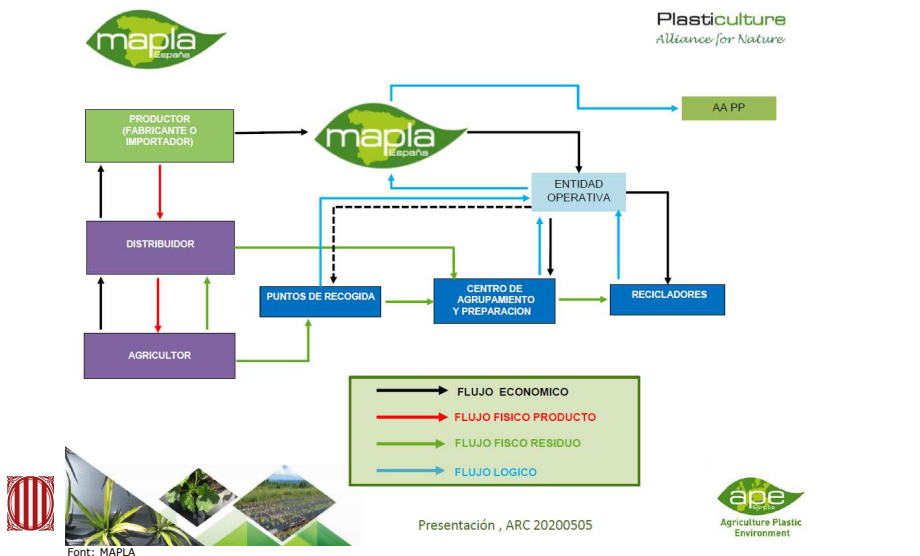 mapla
España
Plasticulture
Alliance for Nature
PRODUCTOR
(FABRICANTE O
IMPORTADOR)
mapla
España
AA PP
ENTIDAD
OPERATIVA
DISTRIBUIDOR
PUNTOS DE RECOGIDA
CENTRO DE
AGRUPAMIENTO
Y PREPARACION
RECICLADORES
AGRICULTOR
FLUJO ECONOMICO
FLUJO FISICO PRODUCTO
FLUJO FISCO RESIDUO
FLUJO LOGICO
Presentación , ARC 20200505
ape
Agriculture Plastic
Environment
Font: MAPLA